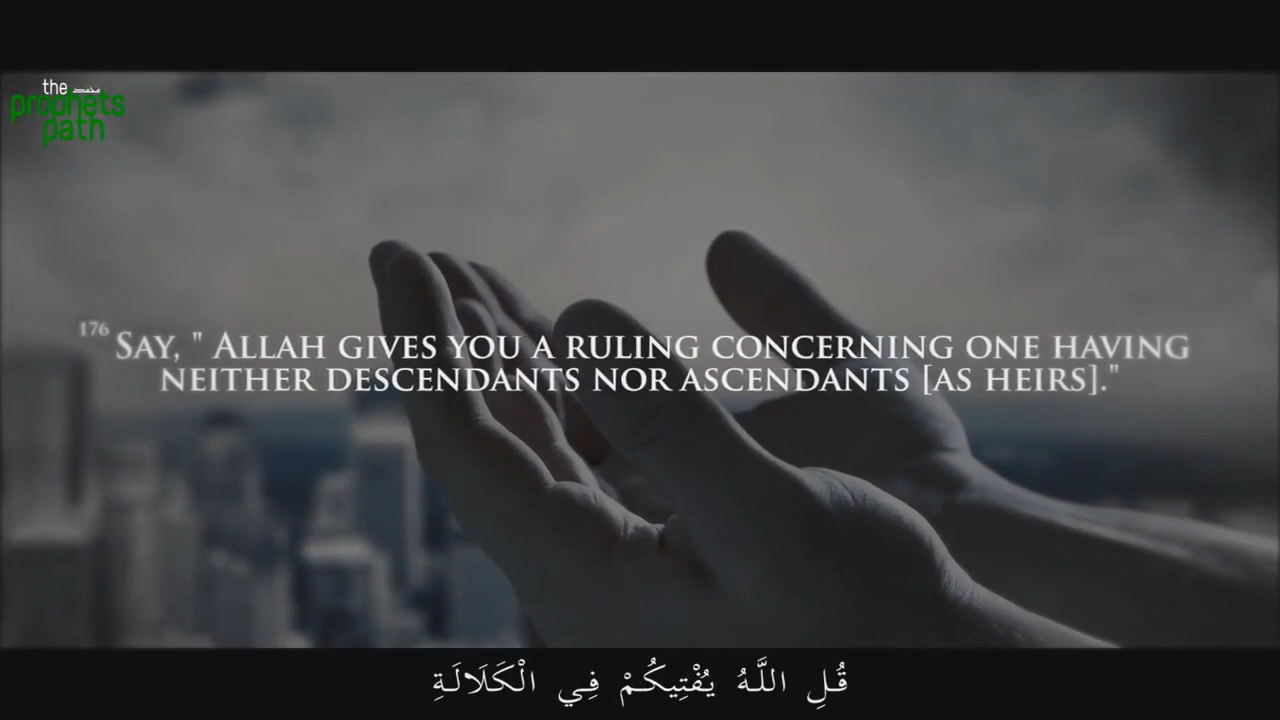 the محمد
prophets
path
176 SAY, " ALLAH GIVES YOU A RULING CONCERNING ONE HAVING
NEITHER DESCENDANTS NOR ASCENDANTS [AS HEIRS]."
قُلِ اللَّهُ يُفْتِيكُمْ فِي الْكَلَالَةِ